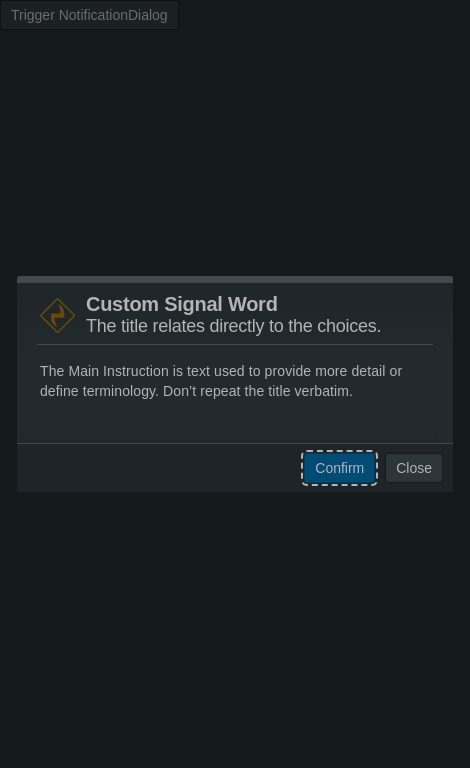 Trigger NotificationDialog
Custom Signal Word
The title relates directly to the choices.
The Main Instruction is text used to provide more detail or
define terminology. Don’t repeat the title verbatim.
Confirm Close